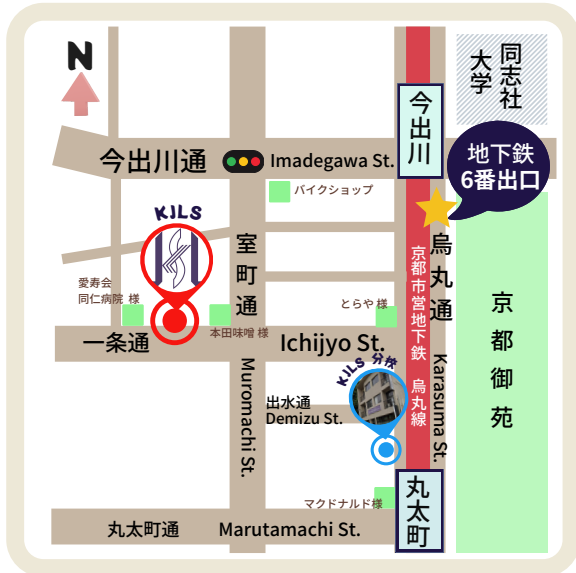 N
同志社
大学
今出川
地下鉄
6番出口
今出川通
Imadegawa St.
バイクショップ
KJLS
室町通
烏丸通
京都市営地下鉄 烏丸線
京都御苑
愛寿会
同仁病院 様
本田味噌 様
とらや 様
一条通
Ichijyo St.
KJLS 分校
Muromachi St.
Karasuma St.
出水通
Demizu St.
マクドナルド様
丸太町
丸太町通
Marutamachi St.